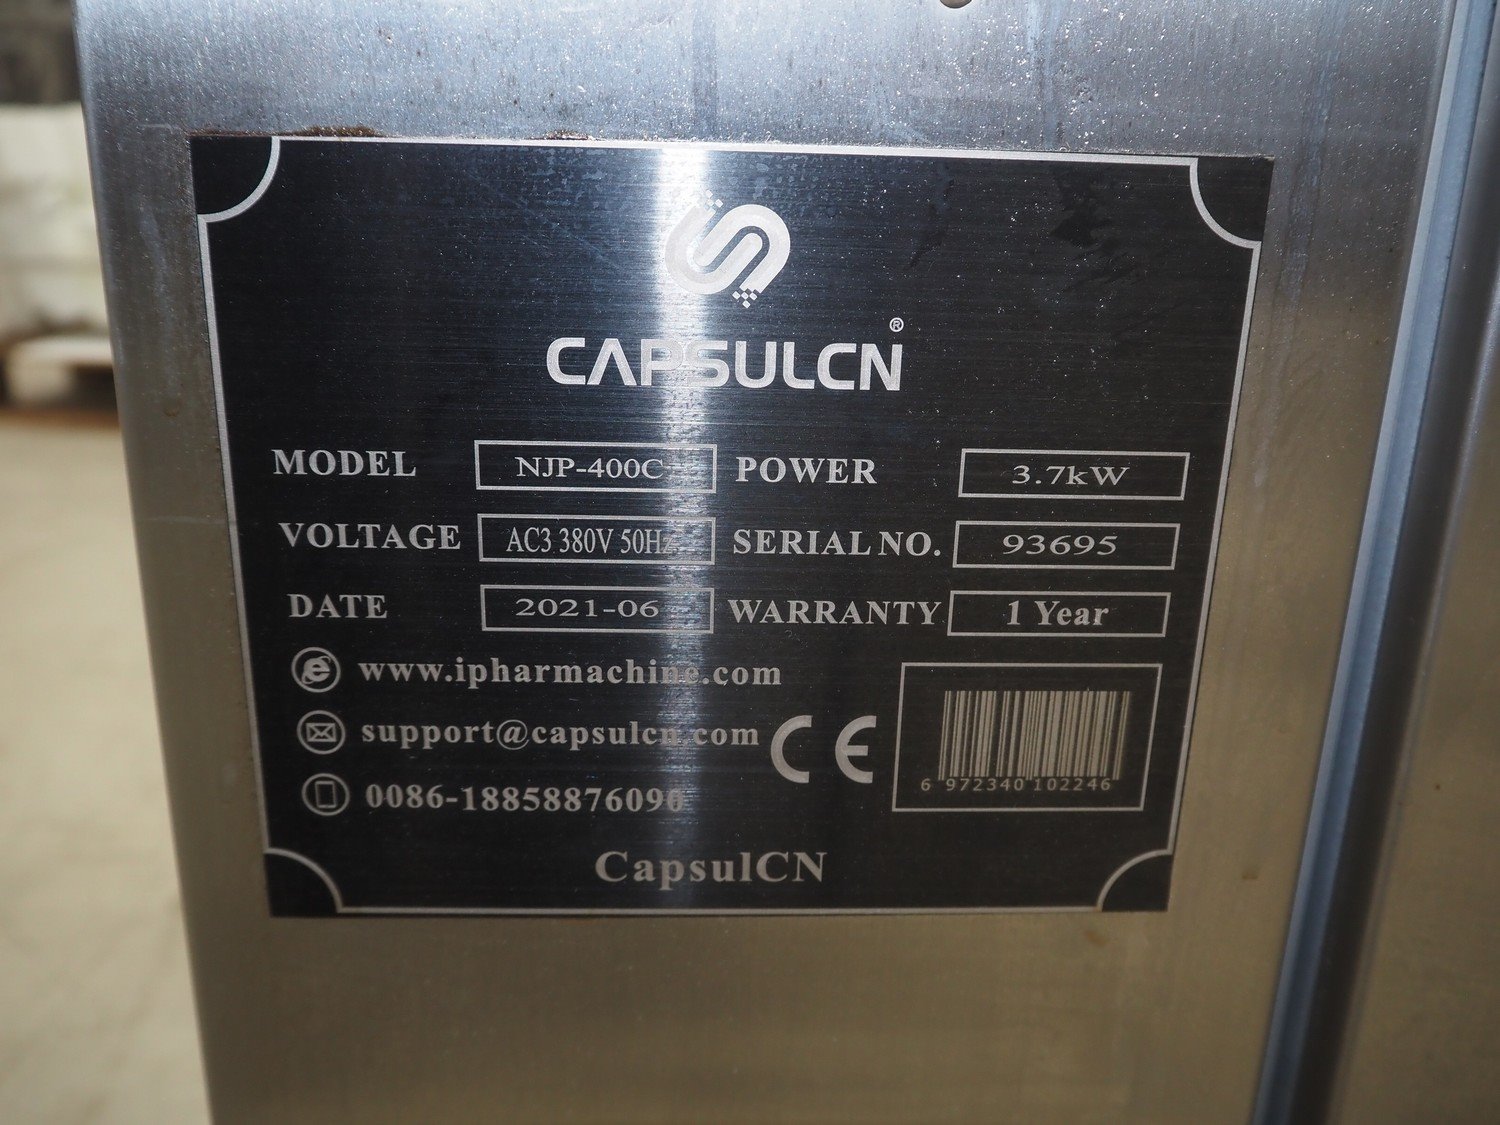 CAPSULCN®
MODEL NJP-400C POWER 3.7kW
VOLTAGE AC3 380V 50Hz SERIAL NO. 93695
DATE 2021-06 WARRANTY 1 Year
www.ipharmachine.com
support@capsulcn.com
CE
0086-18858876096
6 972340 102246
CapsulCN